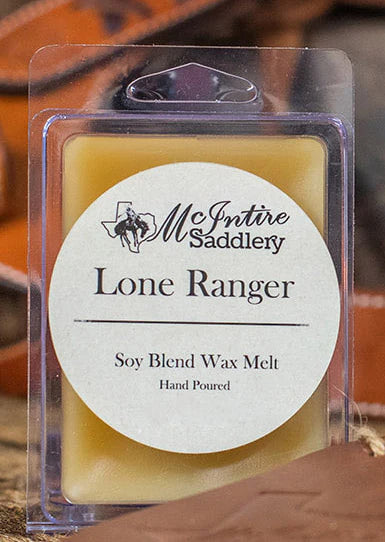 McIntire
Saddlery
Lone Ranger
Soy Blend Wax Melt
Hand Poured